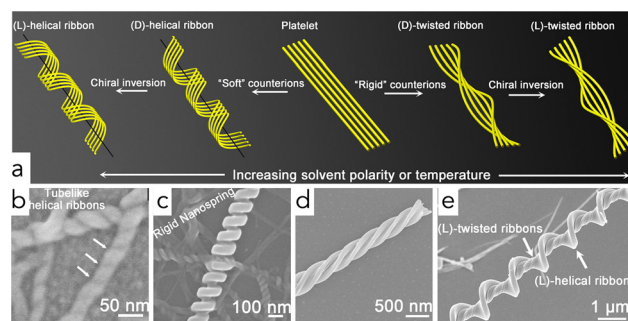 (L)-helical ribbon
(D)-helical ribbon
Platelet
(D)-twisted ribbon
(L)-twisted ribbon
Chiral inversion
"Soft" counterions
"Rigid" counterions
Chiral inversion
a
Increasing solvent polarity or temperature
b
Tubelike
helical ribbons
50 nm
c
Rigid Nanospring
100 nm
d
500 nm
e
(L)-twisted ribbons
(L)-helical ribbon
1 μm